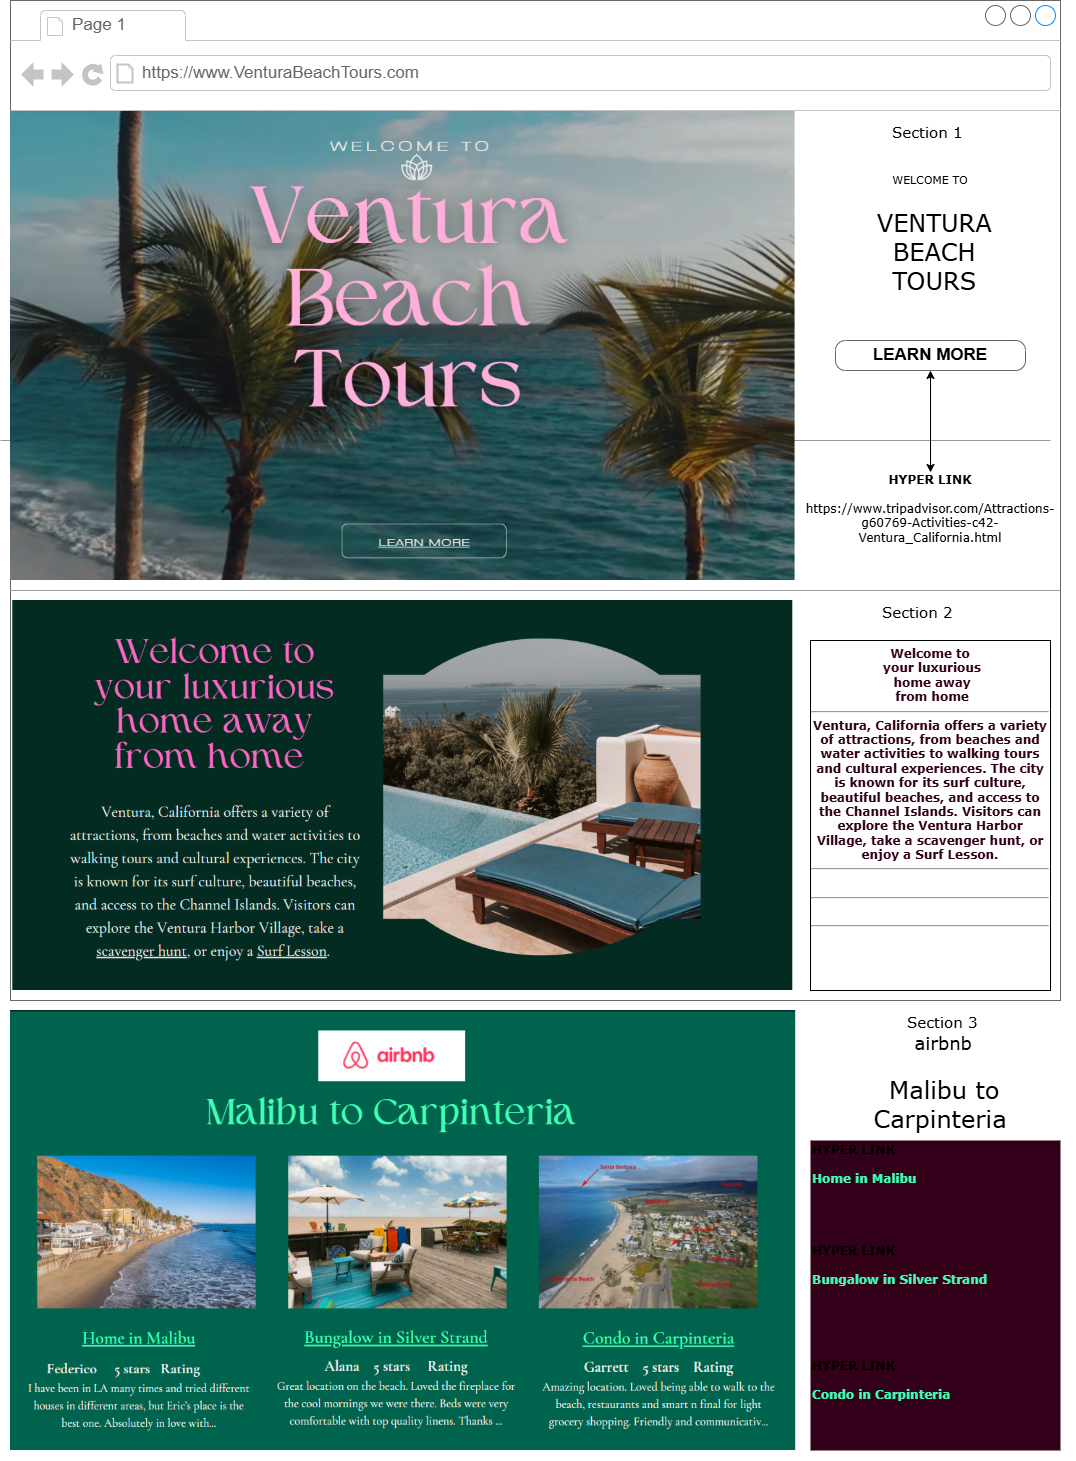 Page 1
https://www.VenturaBeachTours.com
WELCOME TO
Ventura
Beach
Tours
LEARN MORE
Section 1
WELCOME TO
VENTURA
BEACH
TOURS
LEARN MORE
HYPER LINK
https://www.tripadvisor.com/Attractions-
g60769-Activities-c42-
Ventura_California.html
Welcome to
your luxurious
home away
from home
Ventura, California offers a variety of
attractions, from beaches and water activities to
walking tours and cultural experiences. The city
is known for its surf culture, beautiful beaches,
and access to the Channel Islands. Visitors can
explore the Ventura Harbor Village, take a
scavenger hunt, or enjoy a Surf Lesson.
Section 2
Welcome to
your luxurious
home away
from home
Ventura, California offers a variety
of attractions, from beaches and
water activities to walking tours
and cultural experiences. The city
is known for its surf culture,
beautiful beaches, and access to
the Channel Islands. Visitors can
explore the Ventura Harbor
Village, take a scavenger hunt, or
enjoy a Surf Lesson.
airbnb
Malibu to Carpinteria
Santa Barbara
Home in Malibu
Federico 5 stars Rating
I have been in LA many times and tried different
houses in different areas, but Eric's place is the
best one. Absolutely in love with...
Bungalow in Silver Strand
Alana 5 stars Rating
Great location on the beach. Loved the fireplace for
the cool mornings we were there. Beds were very
comfortable with top quality linens. Thanks ...
Condo in Carpinteria
Garrett 5 stars Rating
Amazing location. Loved being able to walk to the
beach, restaurants and smart n final for light
grocery shopping. Friendly and communicativ...
Section 3
airbnb
Malibu to
Carpinteria
HYPER LINK
Home in Malibu
HYPER LINK
Bungalow in Silver Strand
HYPER LINK
Condo in Carpinteria